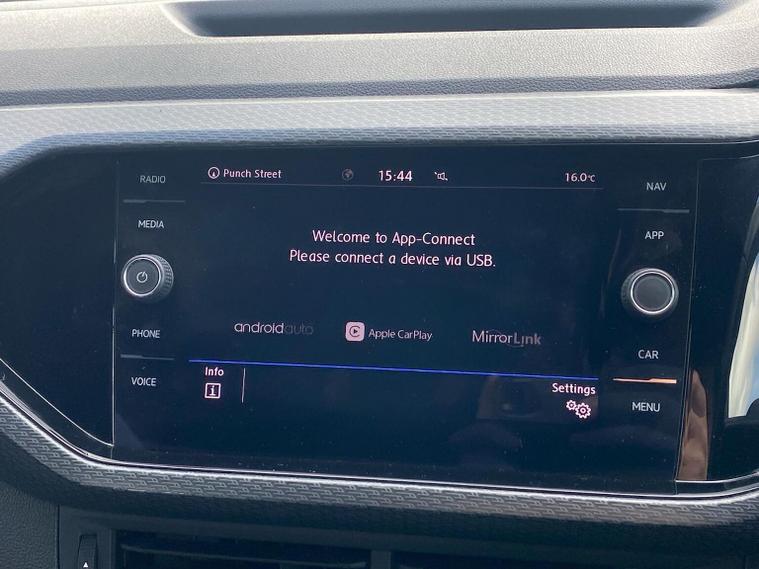 RADIO
MEDIA
PHONE
VOICE
Punch Street 15:44 16.0°C
Welcome to App-Connect
Please connect a device via USB.
androidauto Apple CarPlay MirrorLink
Info
Settings
NAV
APP
CAR
MENU